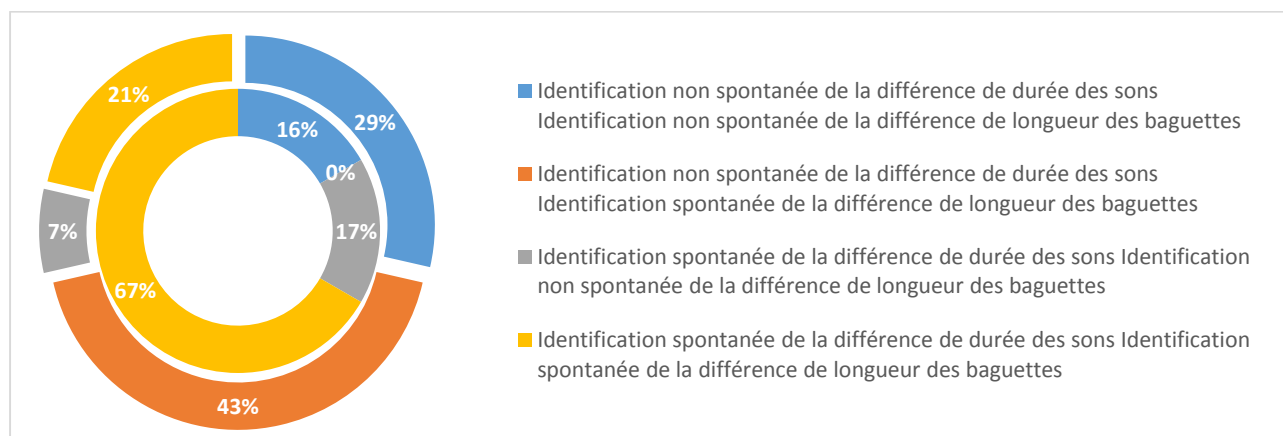 21%
29%
16%
0%
7%
17%
67%
43%
Identification non spontanée de la différence de durée des sons
Identification non spontanée de la différence de longueur des baguettes
Identification non spontanée de la différence de durée des sons
Identification spontanée de la différence de longueur des baguettes
Identification spontanée de la différence de durée des sons Identification
non spontanée de la différence de longueur des baguettes
Identification spontanée de la différence de durée des sons Identification
spontanée de la différence de longueur des baguettes